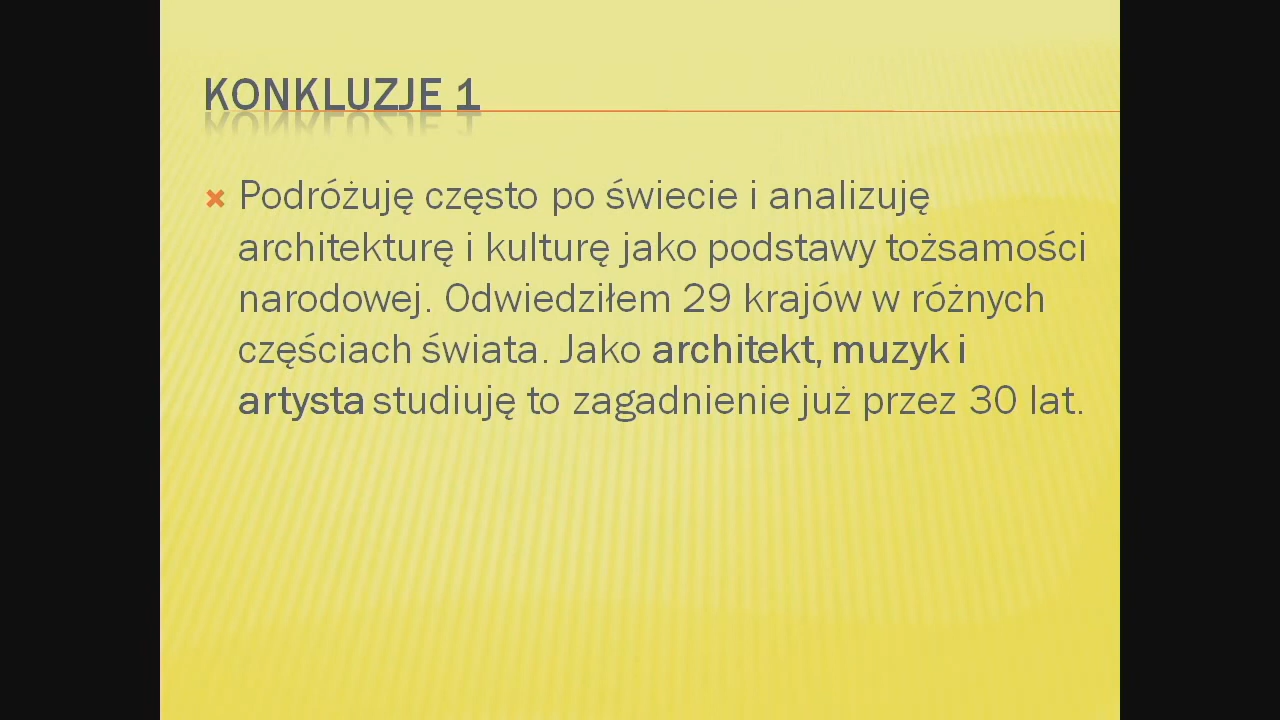 KONKLUZJE 1
Podróżuję często po świecie i analizuję
architekturę i kulturę jako podstawy tożsamości
narodowej. Odwiedziłem 29 krajów w różnych
częściach świata. Jako architekt, muzyk i
artysta studiuję to zagadnienie już przez 30 lat.